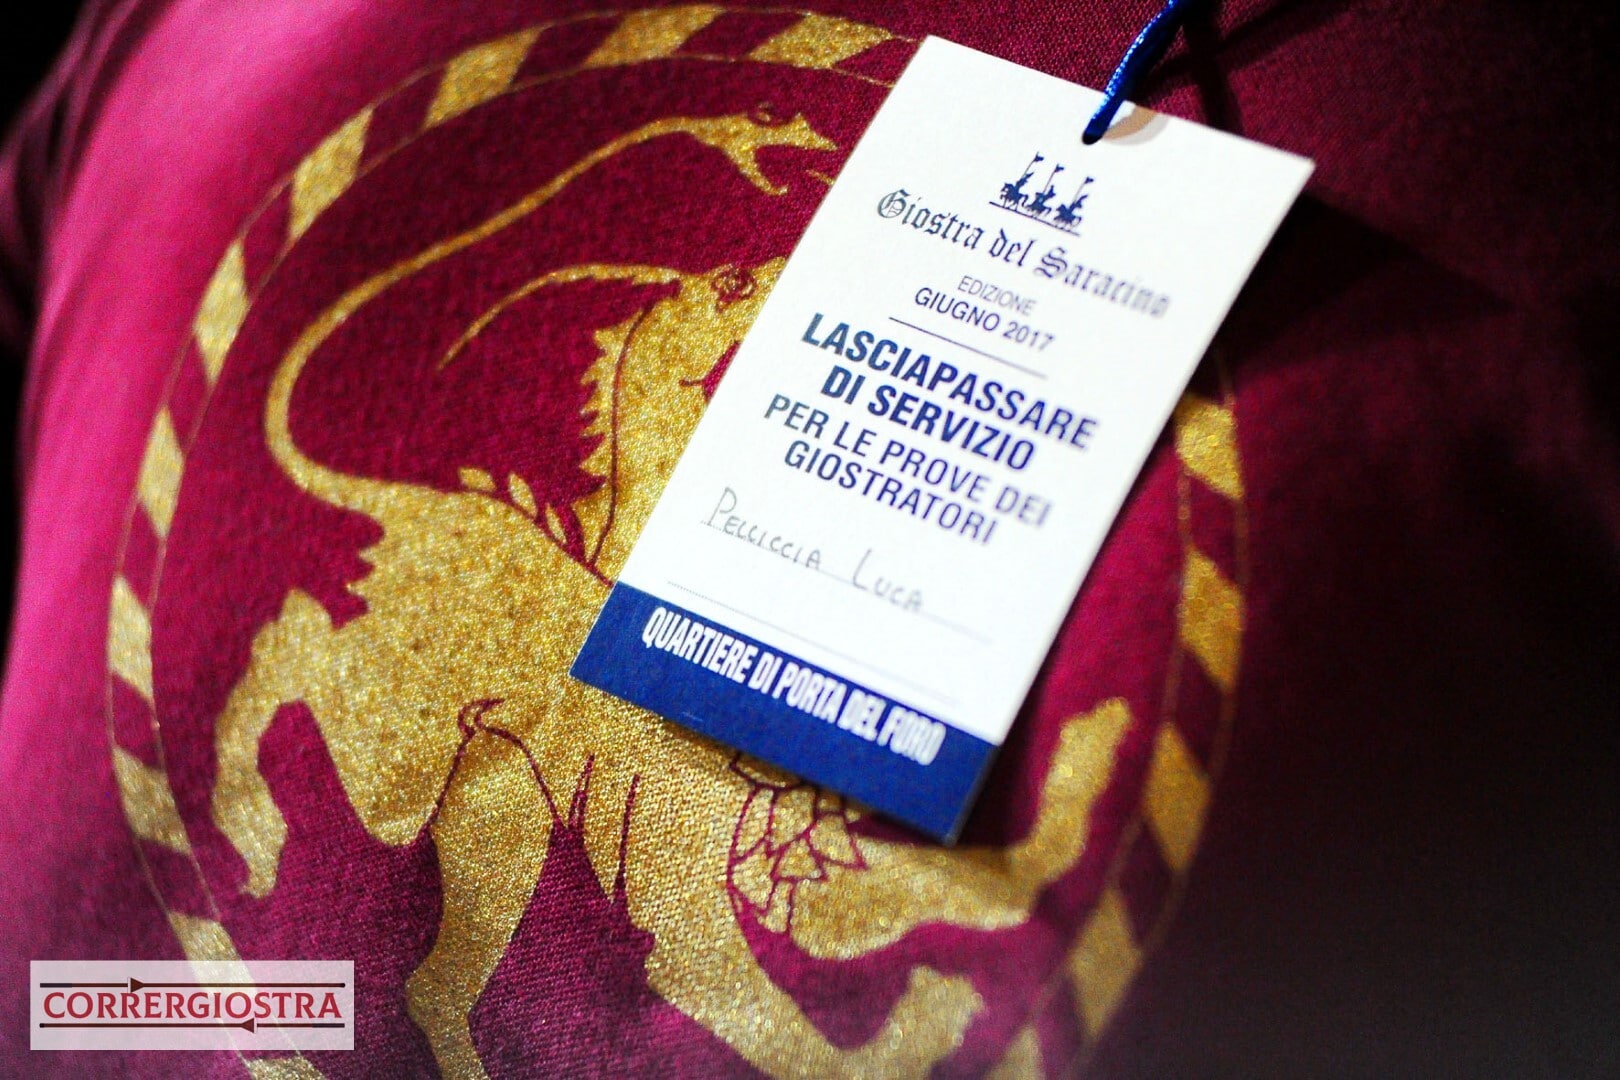 Giostra del Saracino
EDIZIONE
GIUGNO 2017
LASCIAPASSARE
DI SERVIZIO
PER LE PROVE DEI
GIOSTRATORI
PELCICCIA LUCA
QUARTIERE DI PORTA DEL FORO
CORRERGIOSTRA